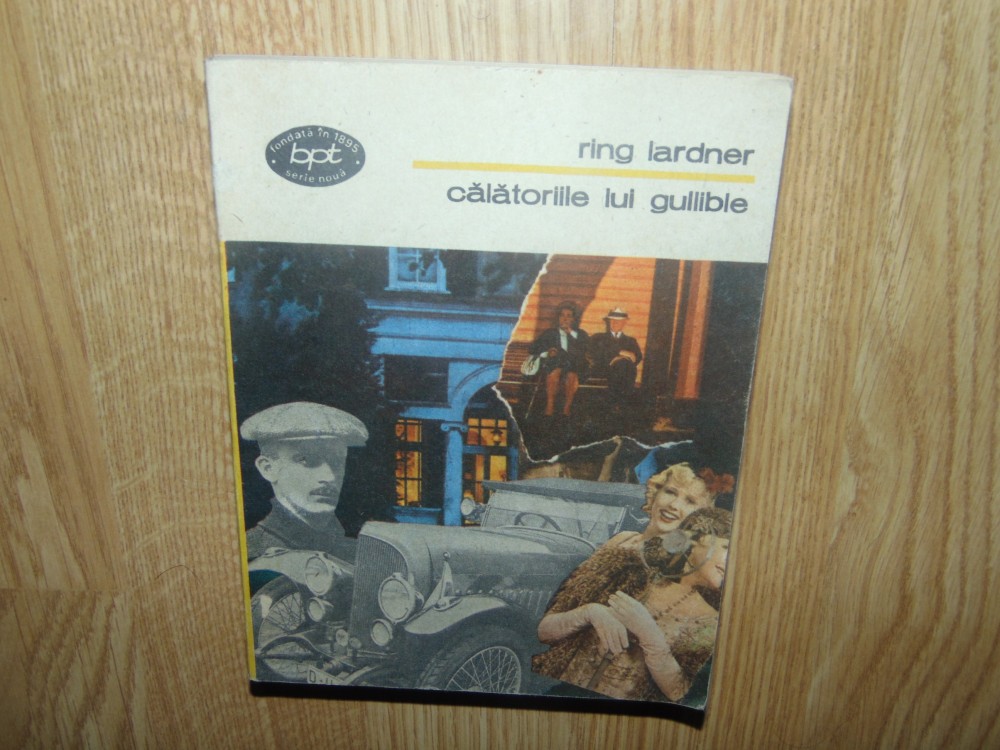 fondată în 1895
bpt
serie nouă
ring lardner
călătoriile lui gullible